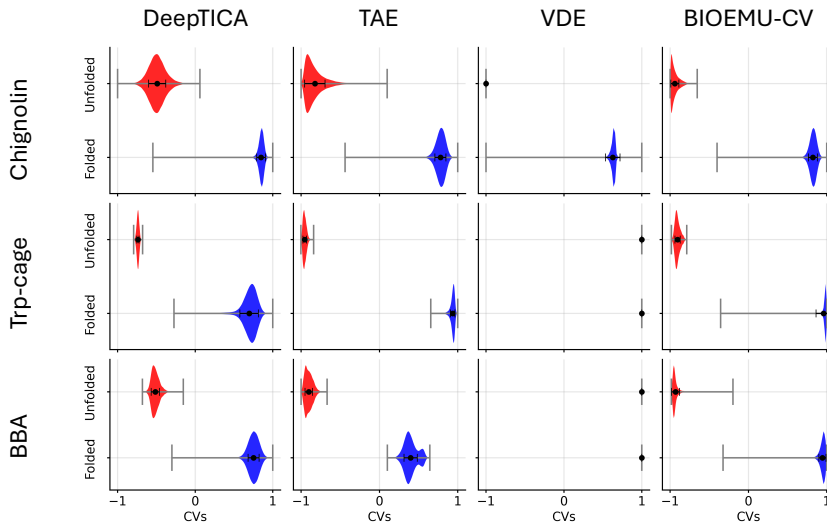 DeepTICA TAE VDE BIOEMU-CV
Chignolin
Unfolded
Folded
Trp-cage
Unfolded
Folded
BBA
Unfolded
Folded
−1 0 1 −1 0 1 −1 0 1 −1 0 1
CVs CVs CVs CVs